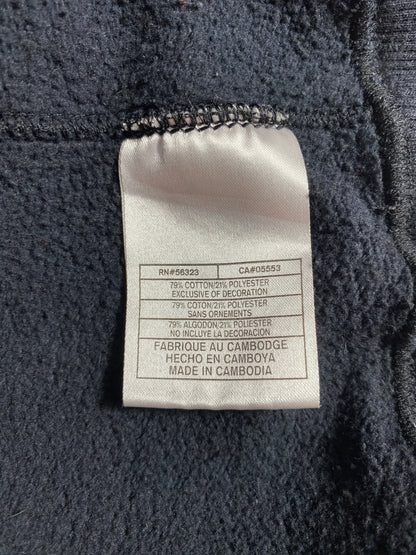 RN#56323 CA#05553
79% COTTON/21% POLYESTER
EXCLUSIVE OF DECORATION
79% COTON/21% POLYESTER
SANS ORNEMENTS
79% ALGODON/21% POLIESTER
NO INCLUYE LA DECORACION
FABRIQUE AU CAMBODGE
HECHO EN CAMBOYA
MADE IN CAMBODIA